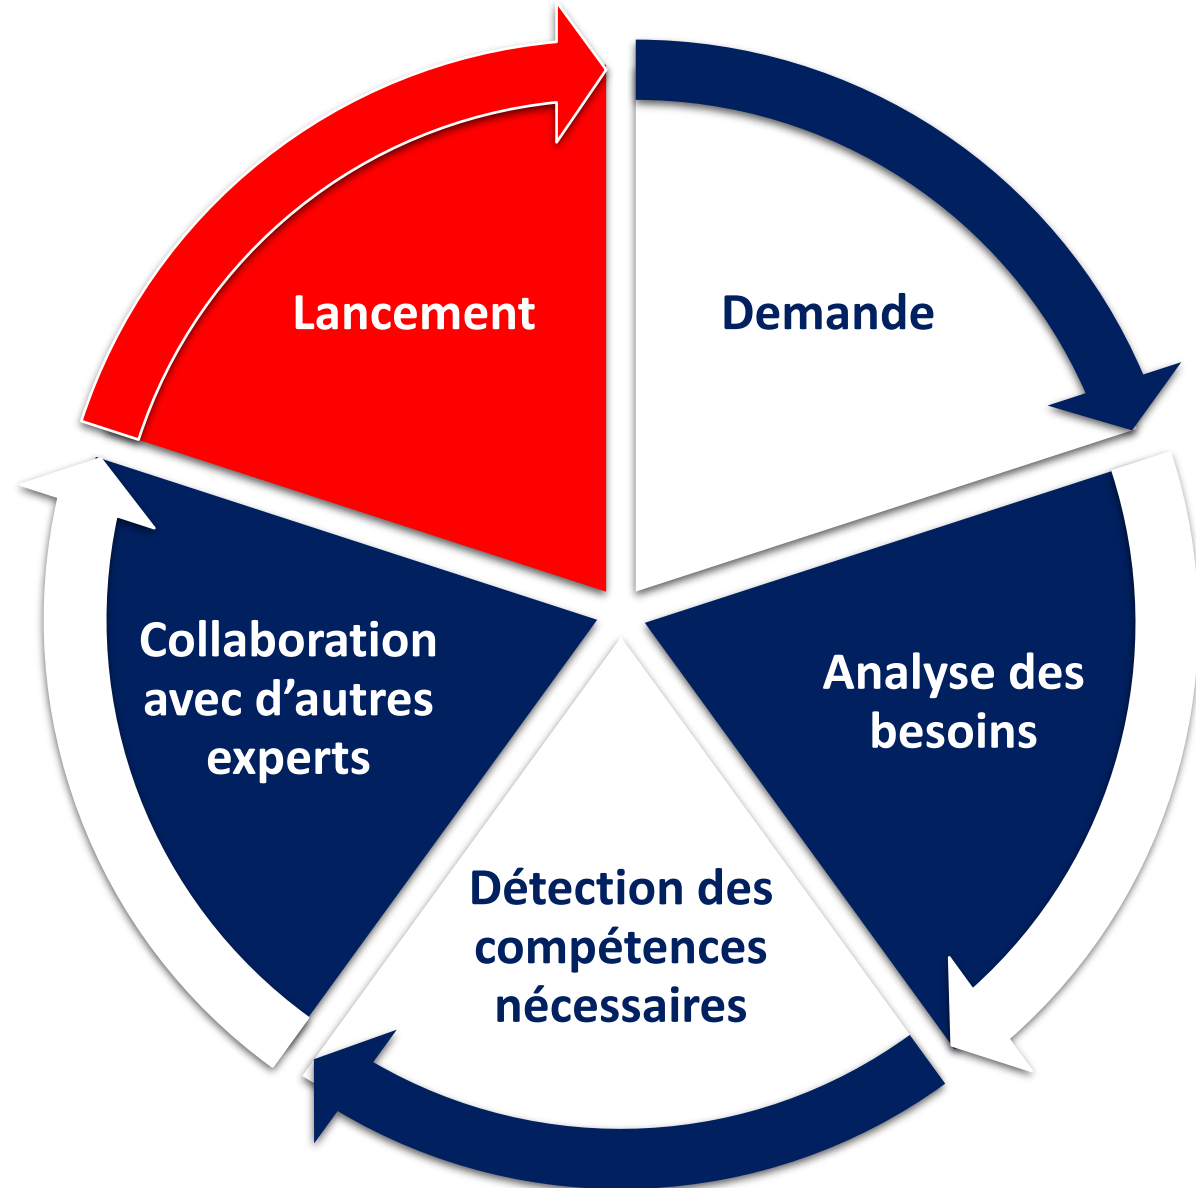 Lancement
Demande
Collaboration
avec d’autres
experts
Analyse des
besoins
Détection des
compétences
nécessaires